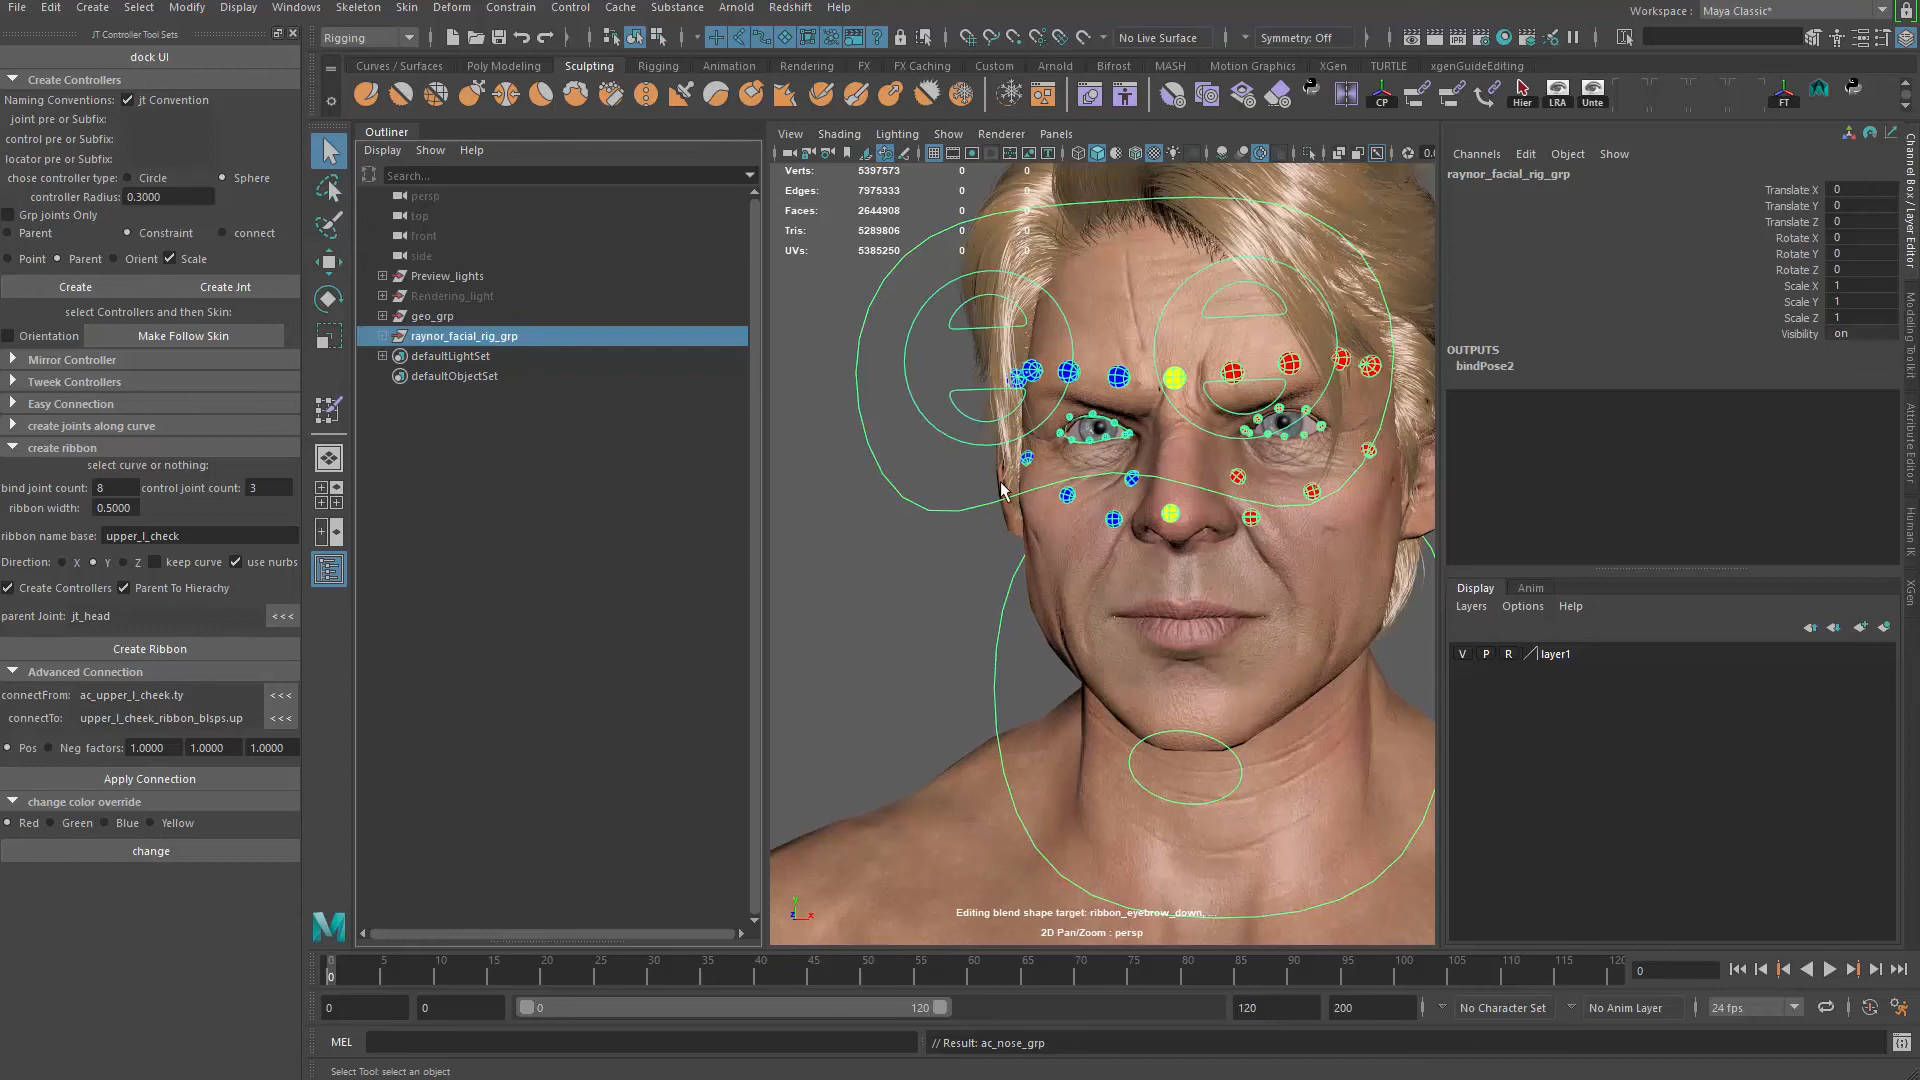 File Edit Create Select Modify Display Windows Skeleton Skin Deform Constrain Control Cache Substance Arnold Redshift Help
Workspace : Maya Classic*
JT Controller Tool Sets
dock UI
Create Controllers
Naming Conventions: jt Convention
joint pre or Subfix:
control pre or Subfix:
locator pre or Subfix:
chose controller type: Circle Sphere
controller Radius: 0.3000
Grp joints Only
Parent Constraint connect
Point Parent Orient Scale
Create Create Jnt
select Controllers and then Skin:
Orientation Make Follow Skin
Mirror Controller
Tweek Controllers
Easy Connection
create joints along curve
create ribbon
select curve or nothing:
bind joint count: 8 control joint count: 3
ribbon width: 0.5000
ribbon name base: upper_l_check
Direction: X Y Z keep curve use nurbs
Create Controllers Parent To Hierachy
parent Joint: jt_head <<<
Create Ribbon
Advanced Connection
connectFrom: ac_upper_l_cheek.ty <<<
connectTo: upper_l_cheek_ribbon_blsps.up <<<
Pos Neg factors: 1.0000 1.0000 1.0000
Apply Connection
change color override
Red Green Blue Yellow
change
Rigging
No Live Surface
Symmetry: Off
Curves / Surfaces Poly Modeling Sculpting Rigging Animation Rendering FX FX Caching Custom Arnold Bifrost MASH Motion Graphics XGen TURTLE xgenGuideEditing
CP Hier LRA Unte FT
Outliner
Display Show Help
Search...
persp
top
front
side
Preview_lights
Rendering_light
geo_grp
raynor_facial_rig_grp
defaultLightSet
defaultObjectSet
View Shading Lighting Show Renderer Panels
0.0
Verts: 5397573 0 0
Edges: 7975333 0 0
Faces: 2644908 0 0
Tris: 5289806 0 0
UVs: 5385250 0 0
Editing blend shape target: ribbon_eyebrow_down, ...
2D Pan/Zoom : persp
Channels Edit Object Show
raynor_facial_rig_grp
Translate X 0
Translate Y 0
Translate Z 0
Rotate X 0
Rotate Y 0
Rotate Z 0
Scale X 1
Scale Y 1
Scale Z 1
Visibility on
OUTPUTS
bindPose2
Display Anim
Layers Options Help
V P R layer1
Channel Box / Layer Editor
Modeling Toolkit
Attribute Editor
Human IK
XGen
0 5 10 15 20 25 30 35 40 45 50 55 60 65 70 75 80 85 90 95 100 105 110 115 120
0
0
0 0 0 120 120 200 No Character Set No Anim Layer 24 fps
MEL // Result: ac_nose_grp
Select Tool: select an object